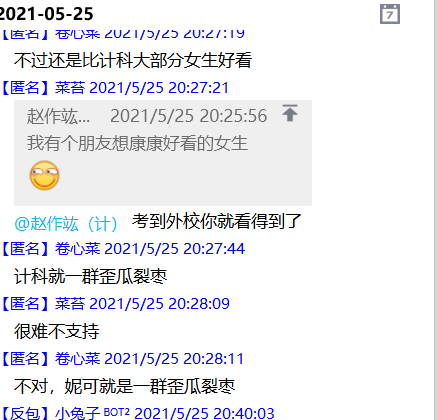 2021-05-25
7
【匿名】卷心菜 2021/5/25 20:27:19
不过还是比计科大部分女生好看
【匿名】菜苔 2021/5/25 20:27:21
赵作竑... 2021/5/25 20:25:56
我有个朋友想康康好看的女生
@赵作竑（计） 考到外校你就看得到了
【匿名】卷心菜 2021/5/25 20:27:44
计科就一群歪瓜裂枣
【匿名】菜苔 2021/5/25 20:28:09
很难不支持
【匿名】卷心菜 2021/5/25 20:28:11
不对，妮可就是一群歪瓜裂枣
【反包】小兔子 BOT² 2021/5/25 20:40:03